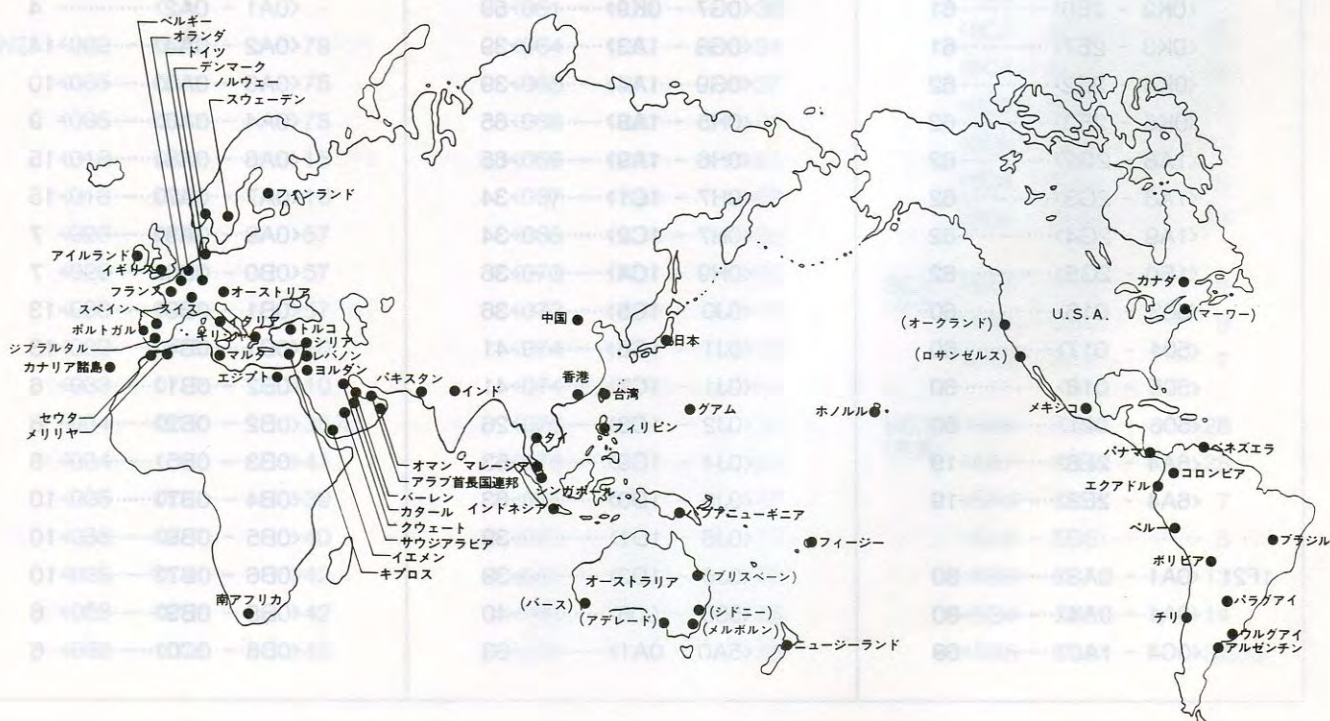 ベルギー
オランダ
ドイツ
デンマーク
ノルウェー
スウェーデン
フィンランド
アイルランド
イギリス
フランス
オーストリア
スペイン
スイス
ポルトガル
イタリア
トルコ
ギリシャ
シリア
ジブラルタル
マルタ
レバノン
カナリア諸島
ヨルダン
エジプト
パキスタン
インド
セウター
メリリヤ
オマーン
アラブ首長国連邦
バーレン
カタール
クウェート
サウジアラビア
イエメン
キプロス
南アフリカ
中国
日本
香港
台湾
グアム
フィリピン
タイ
マレーシア
シンガポール
インドネシア
パプアニューギニア
フィージー
オーストラリア
(ブリスベーン)
(パース)
(シドニー)
(アデレード)
(メルボルン)
ニュージーランド
ホノルル
カナダ
U.S.A.
(マーワー)
(オークランド)
(ロサンゼルス)
メキシコ
パナマ
ベネズエラ
コロンビア
エクアドル
ペル
ブラジル
ボリビア
パラグアイ
チリ
ウルグアイ
アルゼンチン